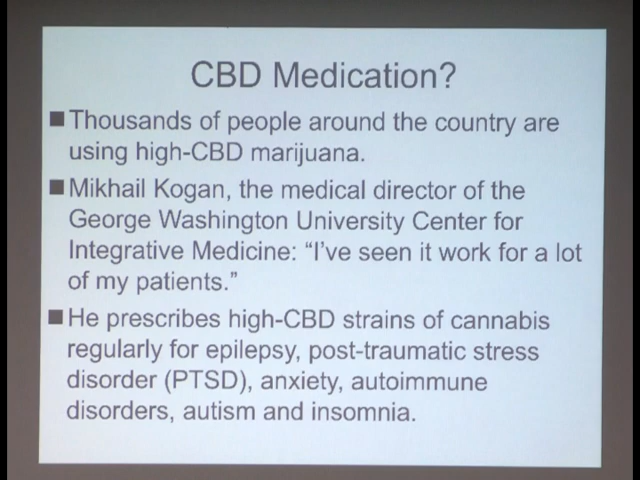 CBD Medication?
■ Thousands of people around the country are
using high-CBD marijuana.
■ Mikhail Kogan, the medical director of the
George Washington University Center for
Integrative Medicine: “I’ve seen it work for a lot
of my patients.”
■ He prescribes high-CBD strains of cannabis
regularly for epilepsy, post-traumatic stress
disorder (PTSD), anxiety, autoimmune
disorders, autism and insomnia.